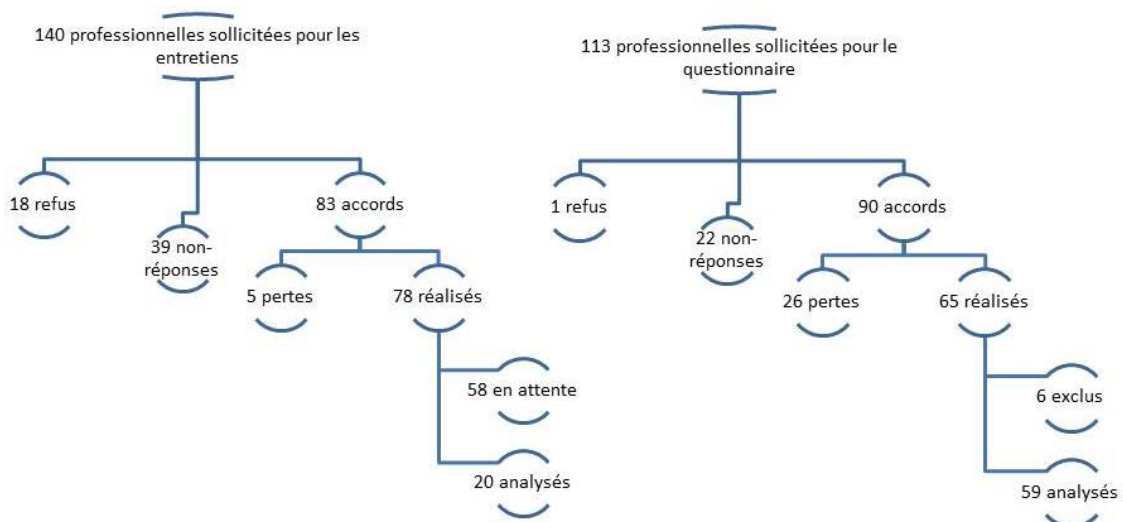 140 professionnelles sollicitées pour les
entretiens
18 refus
39 non-
réponses
83 accords
5 pertes
78 réalisés
58 en attente
20 analysés
113 professionnelles sollicitées pour le
questionnaire
1 refus
22 non-
réponses
90 accords
26 pertes
65 réalisés
6 exclus
59 analysés